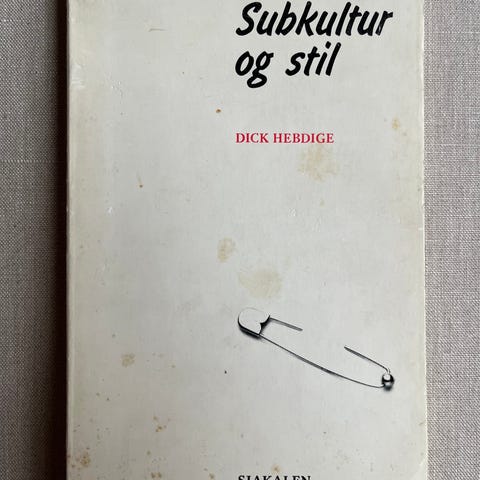 Subkultur
og stil
DICK HEBDIGE
SJAKALEN